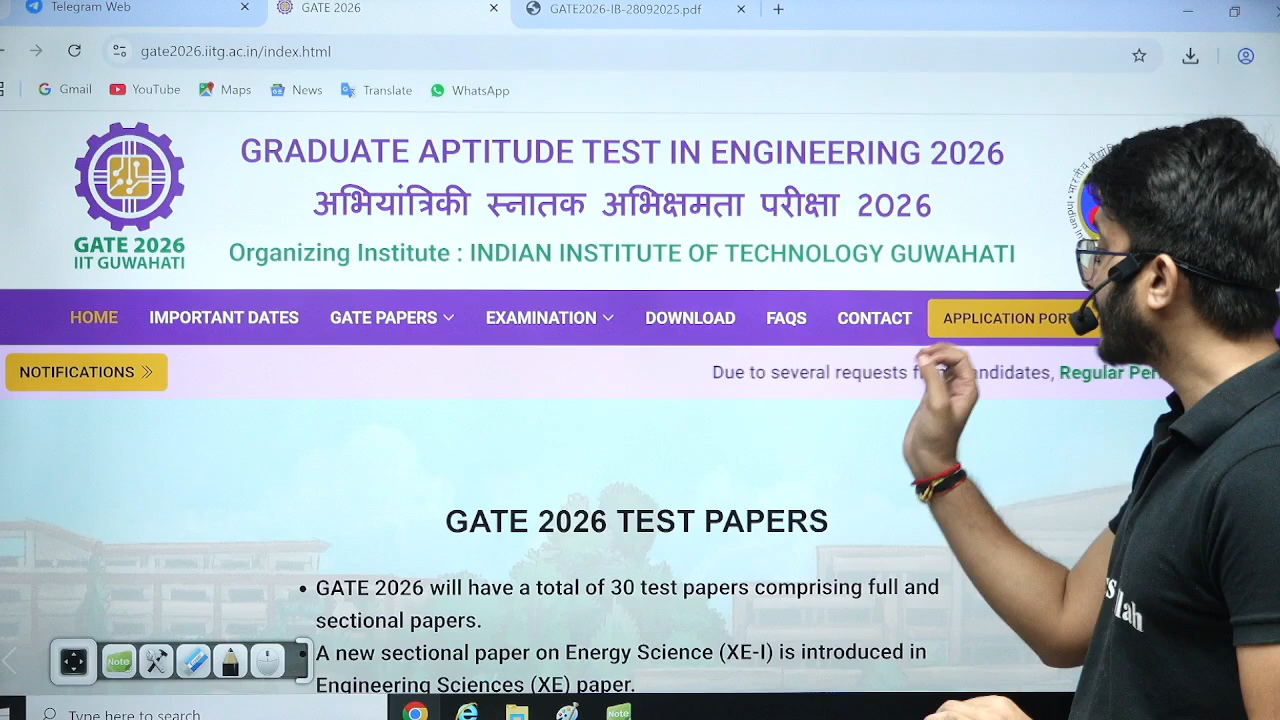 Telegram Web
GATE 2026
GATE2026-IB-28092025.pdf
gate2026.iitg.ac.in/index.html
Gmail
YouTube
Maps
News
Translate
WhatsApp
GATE 2026
IIT GUWAHATI
GRADUATE APTITUDE TEST IN ENGINEERING 2026
अभियांत्रिकी स्नातक अभिक्षमता परीक्षा 2026
Organizing Institute : INDIAN INSTITUTE OF TECHNOLOGY GUWAHATI
HOME IMPORTANT DATES GATE PAPERS EXAMINATION DOWNLOAD FAQS CONTACT APPLICATION
NOTIFICATIONS
Due to several requests candidates, Regular
GATE 2026 TEST PAPERS
• GATE 2026 will have a total of 30 test papers comprising full and
sectional papers.
A new sectional paper on Energy Science (XE-I) is introduced in
Engineering Sciences (XE) paper.
Note
Type here to search
Note